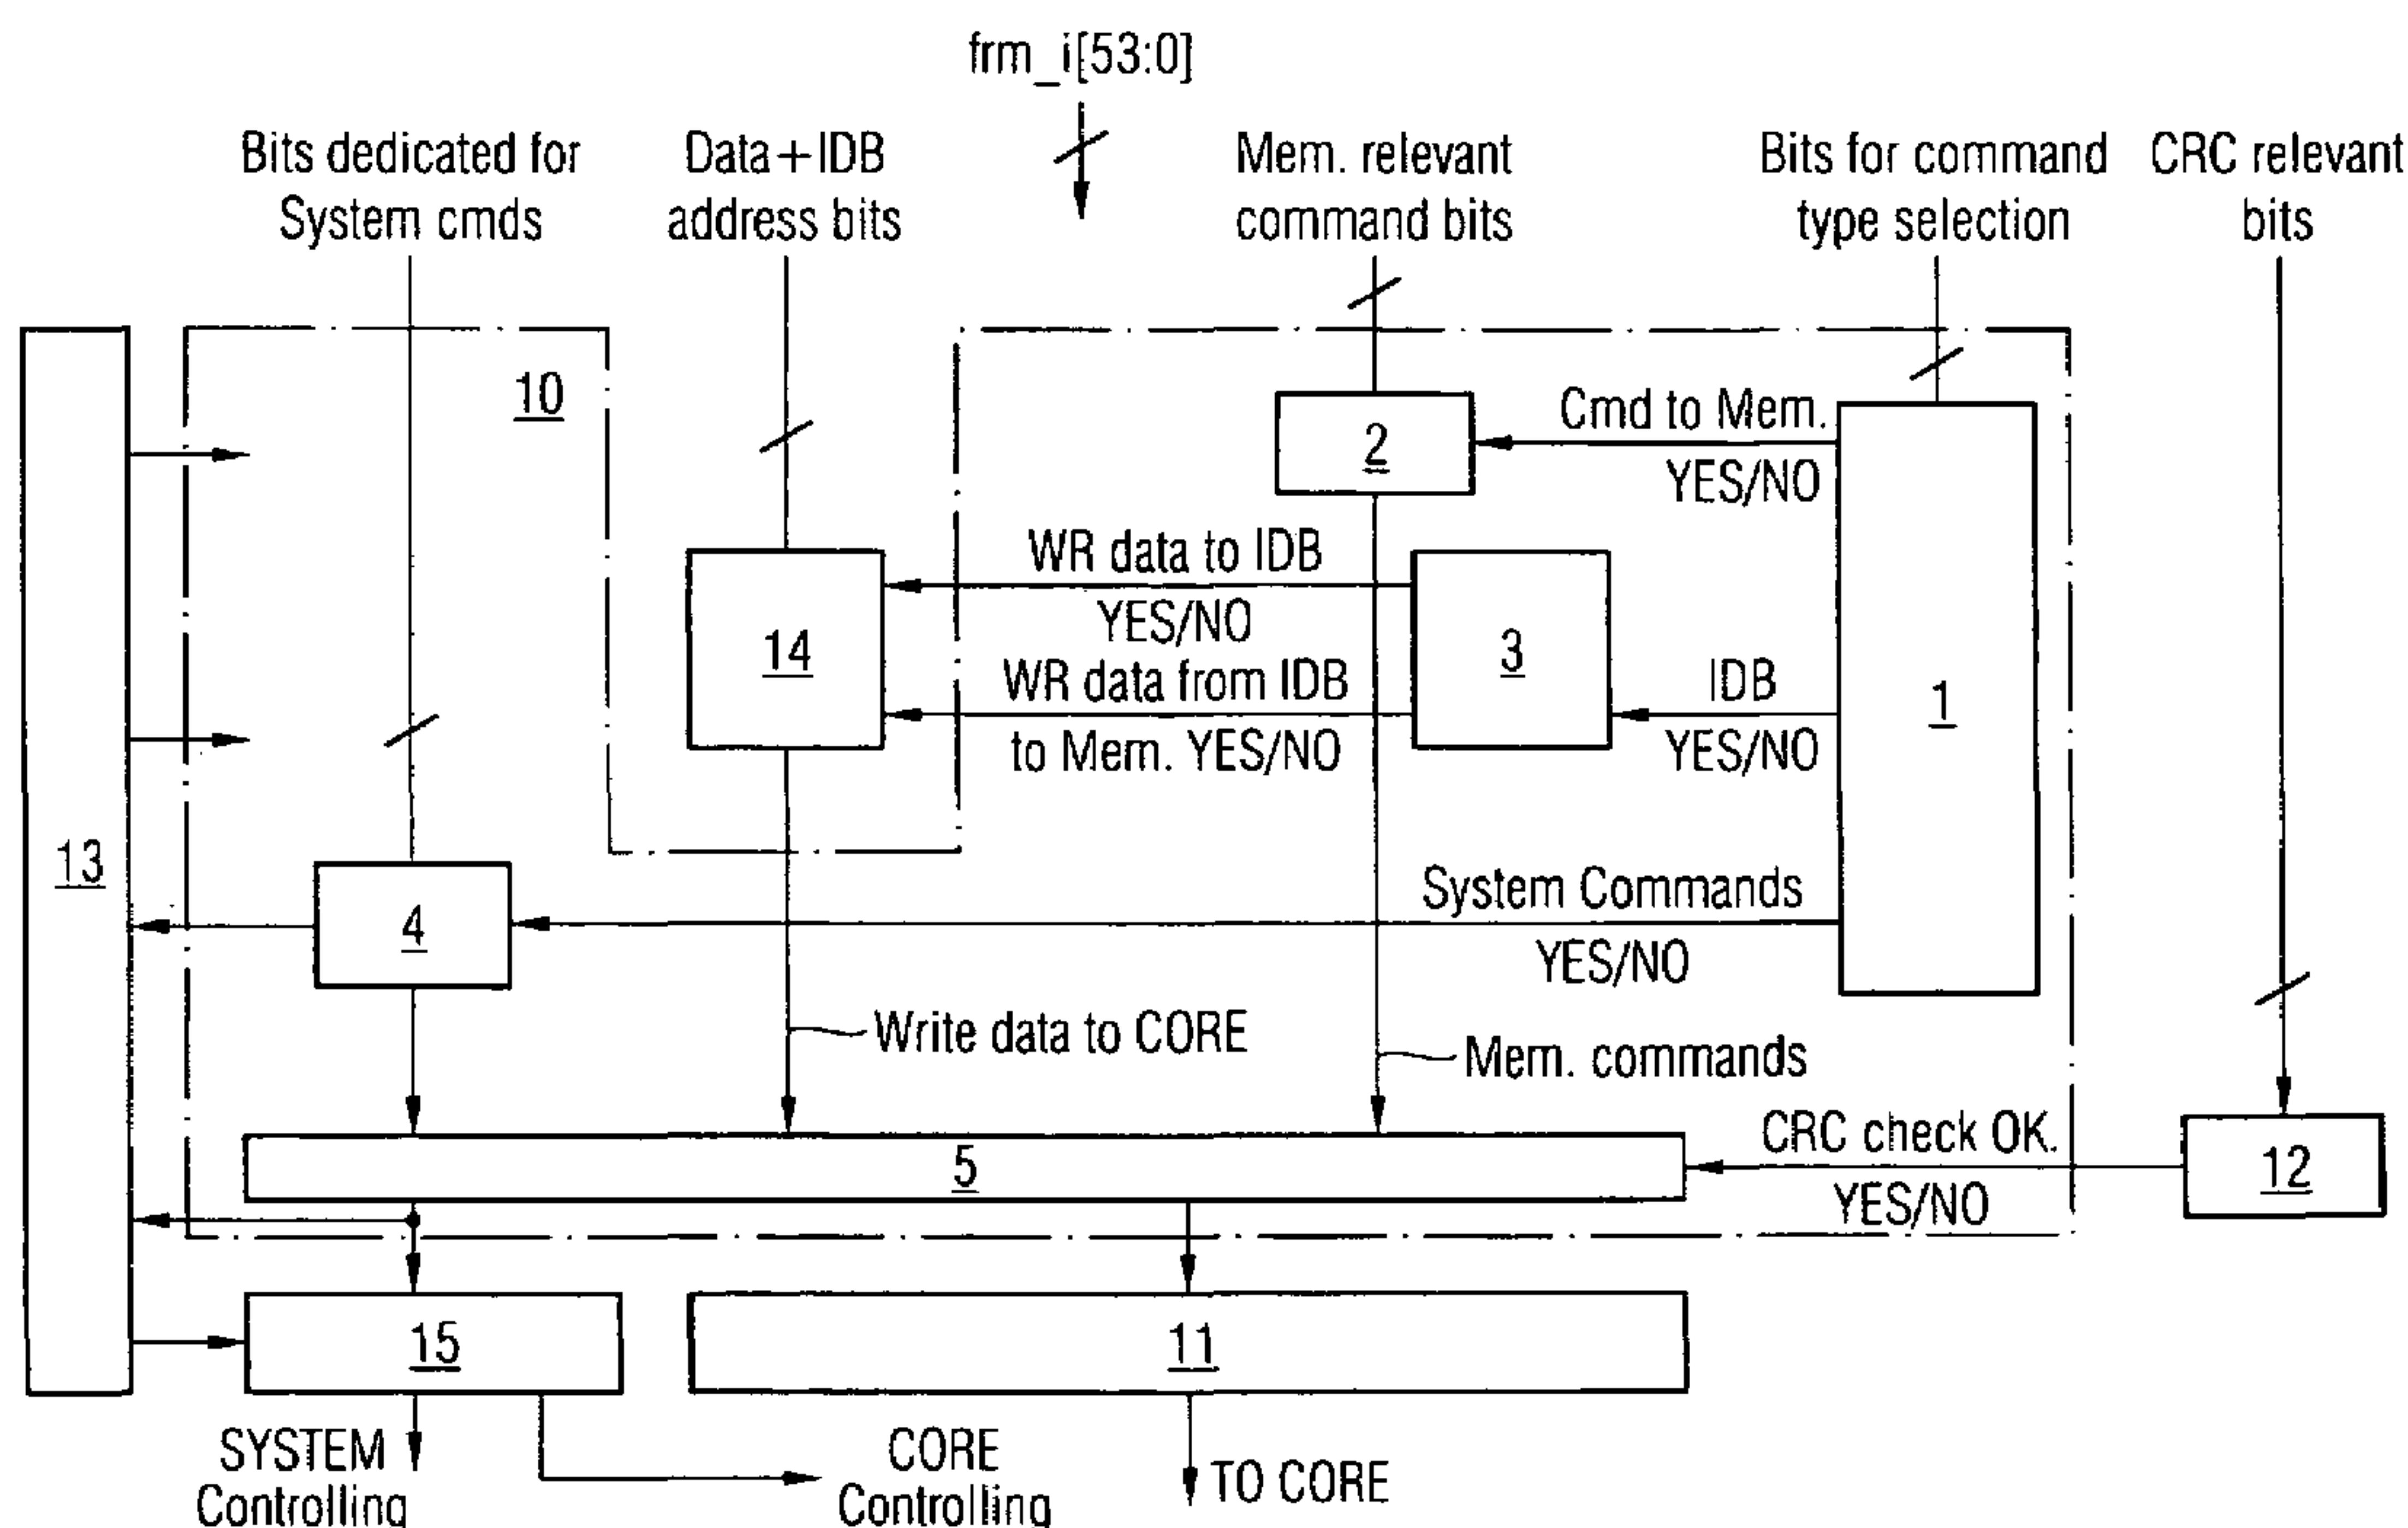 frm_i[53:0]
Bits dedicated for
System cmds
Data+IDB
address bits
Mem. relevant
command bits
Bits for command
type selection
CRC relevant
bits
10
2
Cmd to Mem.
YES/NO
WR data to IDB
YES/NO
14
3
WR data from IDB
to Mem. YES/NO
IDB
YES/NO
1
13
4
System Commands
YES/NO
Write data to CORE
Mem. commands
5
CRC check OK.
YES/NO
12
15
11
SYSTEM
Controlling
CORE
Controlling
TO CORE